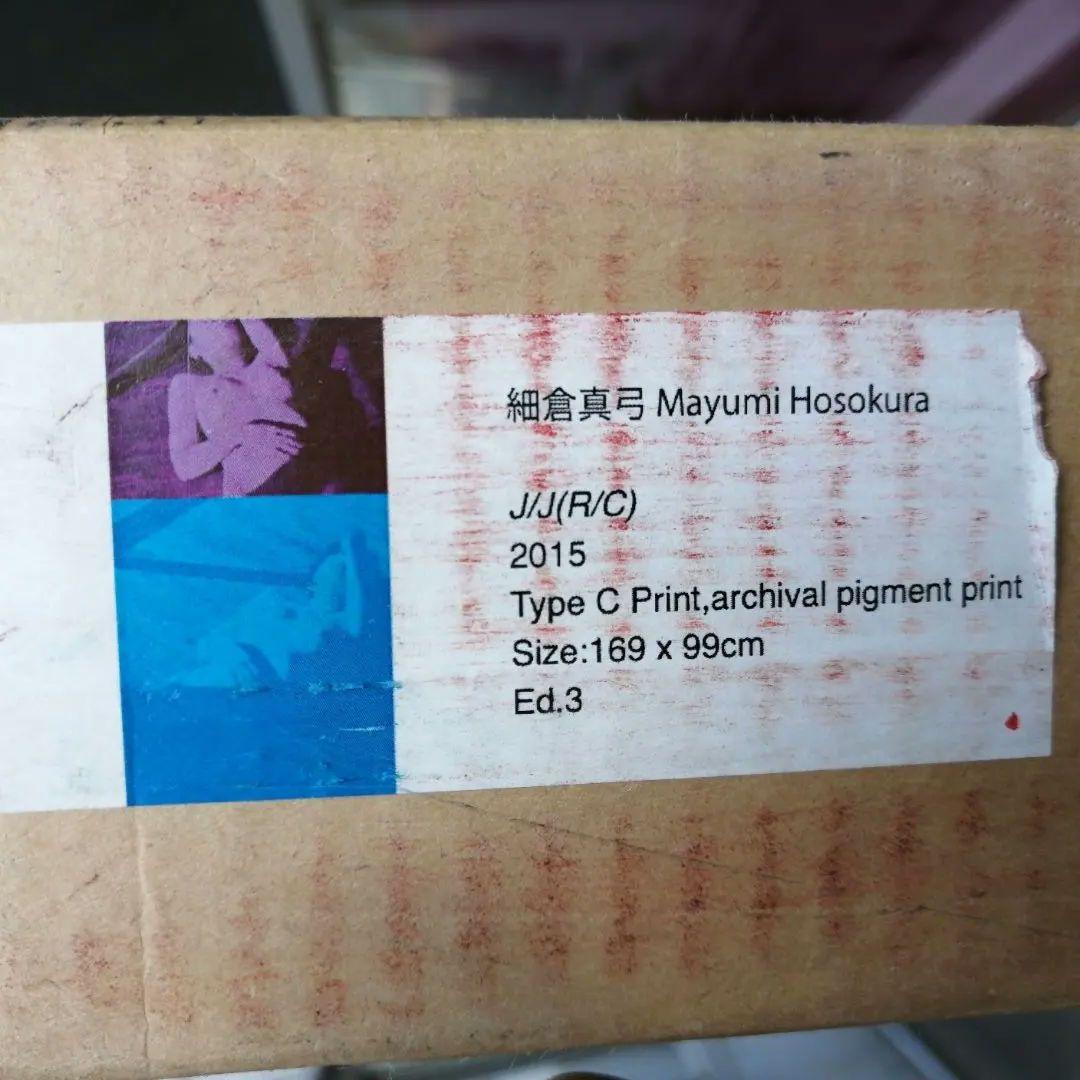 細倉真弓 Mayumi Hosokura
J/J(R/C)
2015
Type C Print,archival pigment print
Size:169 x 99cm
Ed.3